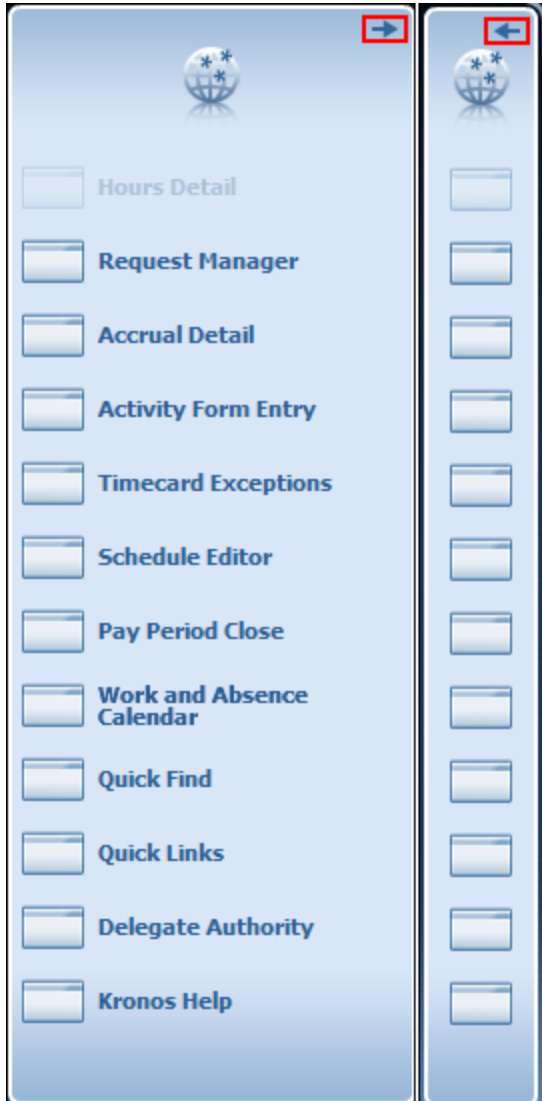 Hours Detail
Request Manager
Accrual Detail
Activity Form Entry
Timecard Exceptions
Schedule Editor
Pay Period Close
Work and Absence
Calendar
Quick Find
Quick Links
Delegate Authority
Kronos Help